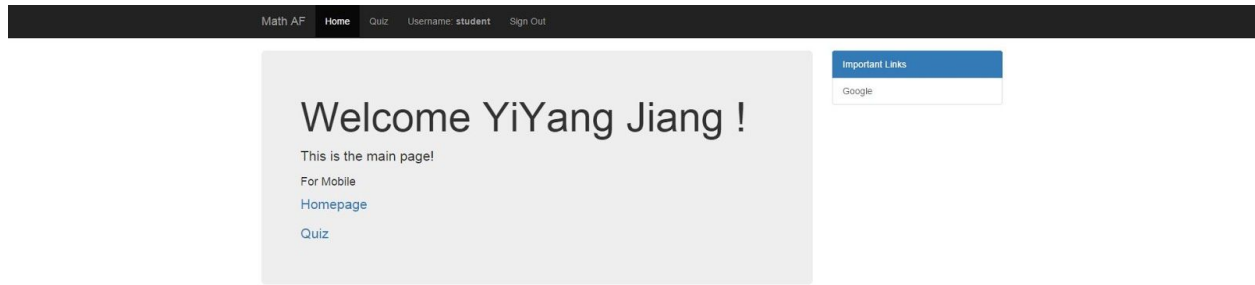 Math AF Home Quiz Username: student Sign Out
Welcome YiYang Jiang !
This is the main page!
For Mobile
Homepage
Quiz
Important Links
Google